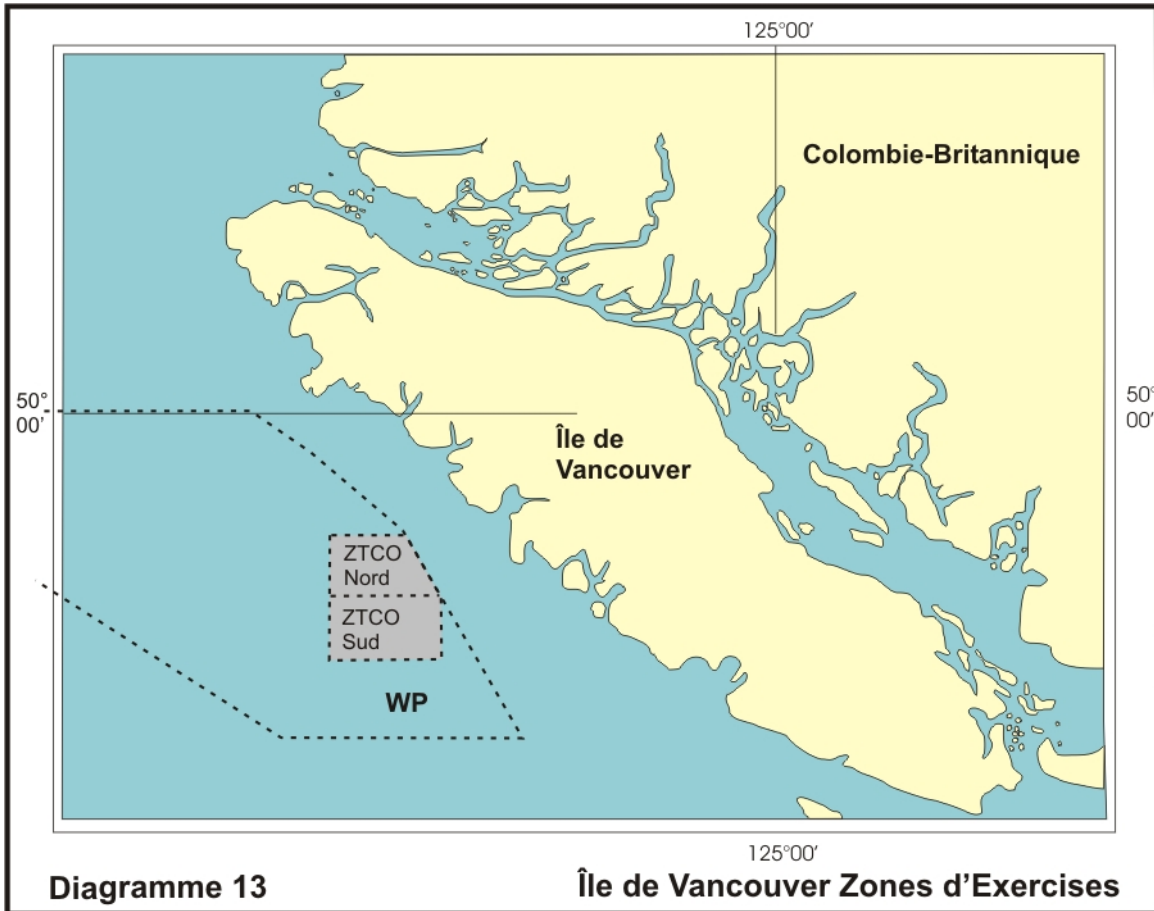 125°00'
Colombie-Britannique
50°
00'
50°
00'
Île de
Vancouver
ZTCO
Nord
ZTCO
Sud
WP
125°00'
Diagramme 13
Île de Vancouver Zones d'Exercises